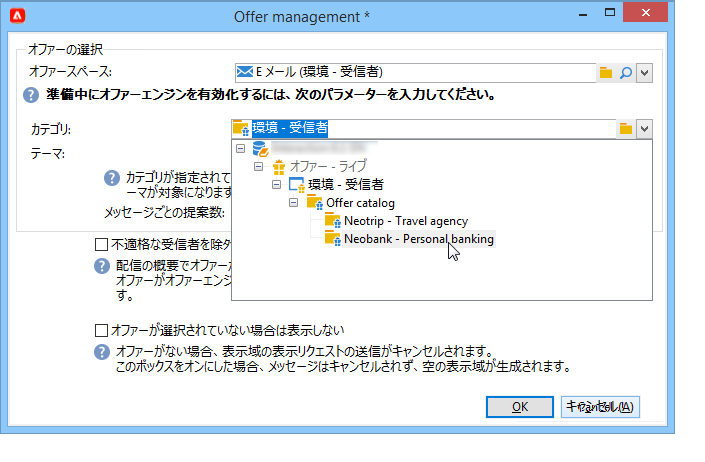 Offer management *
オファーの選択
オファースペース:
Eメール (環境 - 受信者)
準備中にオファーエンジンを有効化するには、次のパラメーターを入力してください。
カテゴリ:
環境 - 受信者
テーマ:
オファー - ライブ
環境 - 受信者
Offer catalog
Neotrip - Travel agency
Neobank - Personal banking
カテゴリが指定されて
ーマが対象になります
メッセージごとの提案数:
不適格な受信者を除外
配信の概要でオファーが
オファーがオファーエンジ
す。
オファーが選択されていない場合は表示しない
オファーがない場合、表示域の表示リクエストの送信がキャンセルされます。
このボックスをオンにした場合、メッセージはキャンセルされず、空の表示域が生成されます。
OK
キャンセル(A)